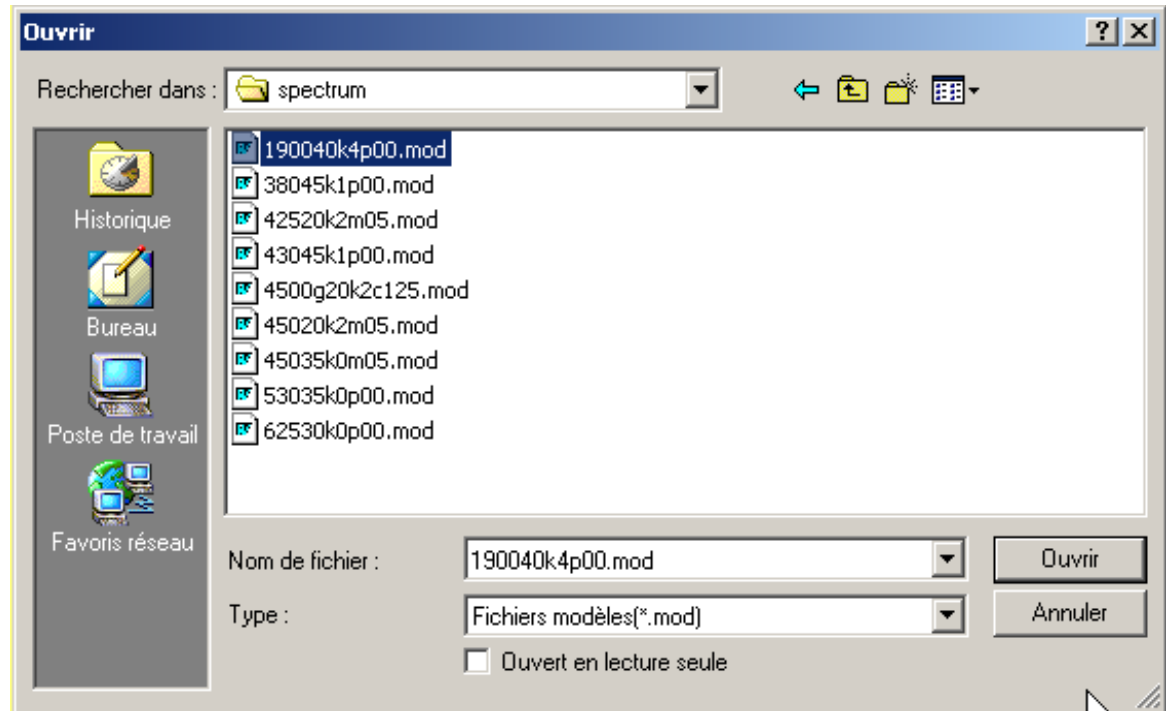 Ouvrir
Rechercher dans :
spectrum
Historique
Bureau
Poste de travail
Favoris réseau
190040k4p00.mod
38045k1p00.mod
42520k2m05.mod
43045k1p00.mod
4500g20k2c125.mod
45020k2m05.mod
45035k0m05.mod
53035k0p00.mod
62530k0p00.mod
Nom de fichier :
190040k4p00.mod
Ouvrir
Type :
Fichiers modèles(*.mod)
Annuler
Ouvert en lecture seule